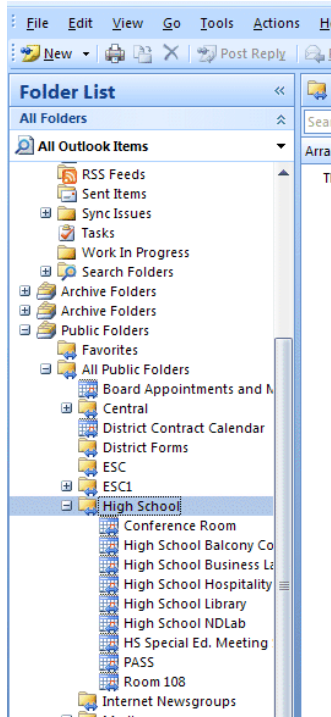 File Edit View Go Tools Actions
New Post Reply
Folder List
All Folders
All Outlook Items
RSS Feeds
Sent Items
Sync Issues
Tasks
Work In Progress
Search Folders
Archive Folders
Archive Folders
Public Folders
Favorites
All Public Folders
Board Appointments and M
Central
District Contract Calendar
District Forms
ESC
ESC1
High School
Conference Room
High School Balcony Co
High School Business La
High School Hospitality
High School Library
High School NDLab
HS Special Ed. Meeting
PASS
Room 108
Internet Newsgroups